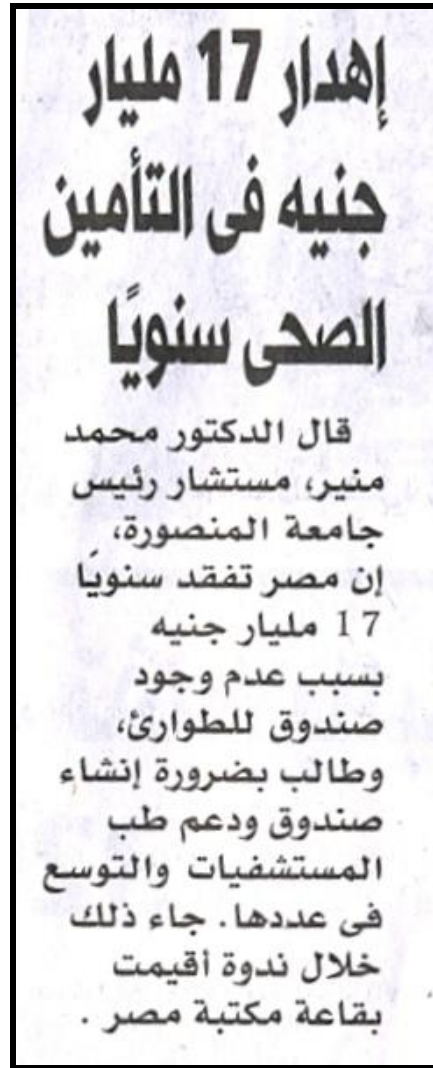 إهدار 17 مليار
جنيه فى التأمين
الصحى سنويًا
قال الدكتور محمد
منير، مستشار رئيس
جامعة المنصورة،
إن مصر تفقد سنويًا
17 مليار جنيه
بسبب عدم وجود
صندوق للطوارئ،
وطالب بضرورة إنشاء
صندوق ودعم طب
المستشفيات والتوسع
فى عددها. جاء ذلك
خلال ندوة أقيمت
بقاعة مكتبة مصر.